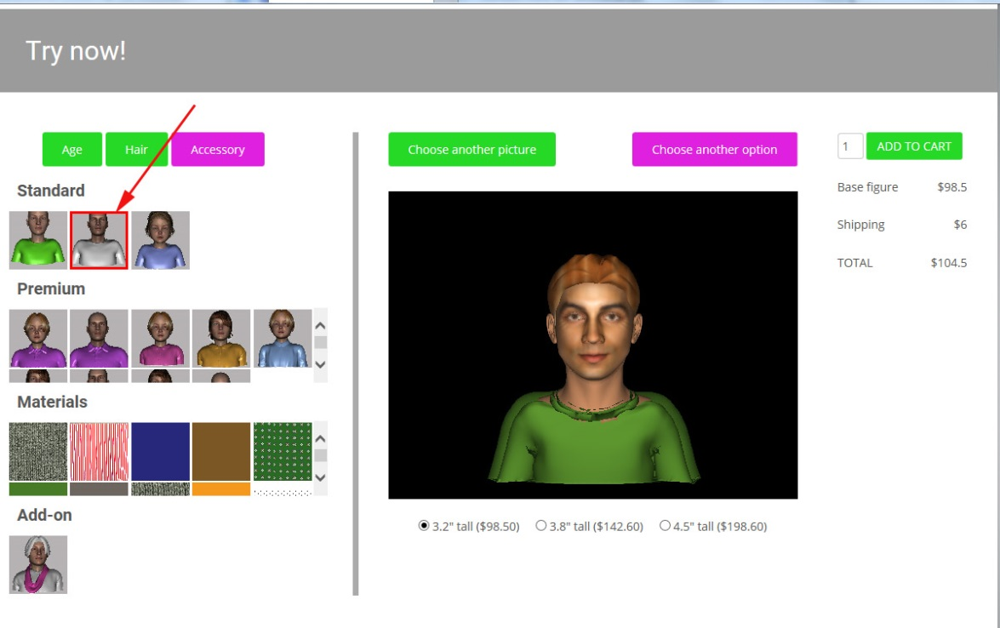 Try now!
Age
Hair
Accessory
Standard
Premium
Materials
Add-on
Choose another picture
Choose another option
3.2" tall ($98.50)
3.8" tall ($142.60)
4.5" tall ($198.60)
1
ADD TO CART
Base figure $98.5
Shipping $6
TOTAL $104.5